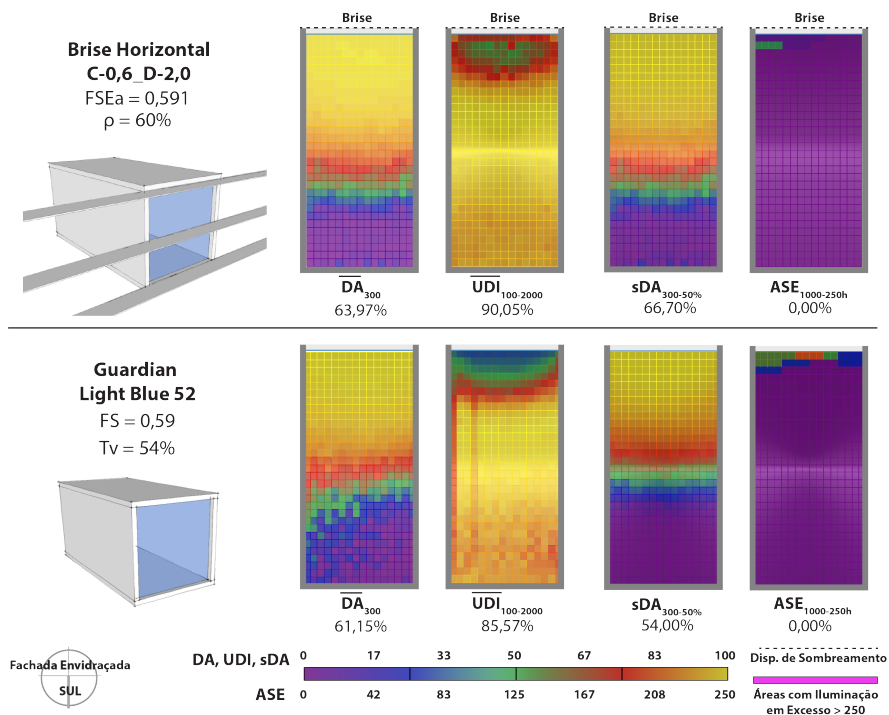 Brise Horizontal
C-0,6_D-2,0
FSEa = 0,591
ρ = 60%
Brise
Brise
Brise
Brise
DA300
63,97%
UDI100-2000
90,05%
sDA300-50%
66,70%
ASE1000-250h
0,00%
Guardian
Light Blue 52
FS = 0,59
Tv = 54%
DA300
61,15%
UDI100-2000
85,57%
sDA300-50%
54,00%
ASE1000-250h
0,00%
Fachada Envidraçada
SUL
DA, UDI, sDA
0 17 33 50 67 83 100
ASE
0 42 83 125 167 208 250
Disp. de Sombreamento
Áreas com Iluminação
em Excesso > 250